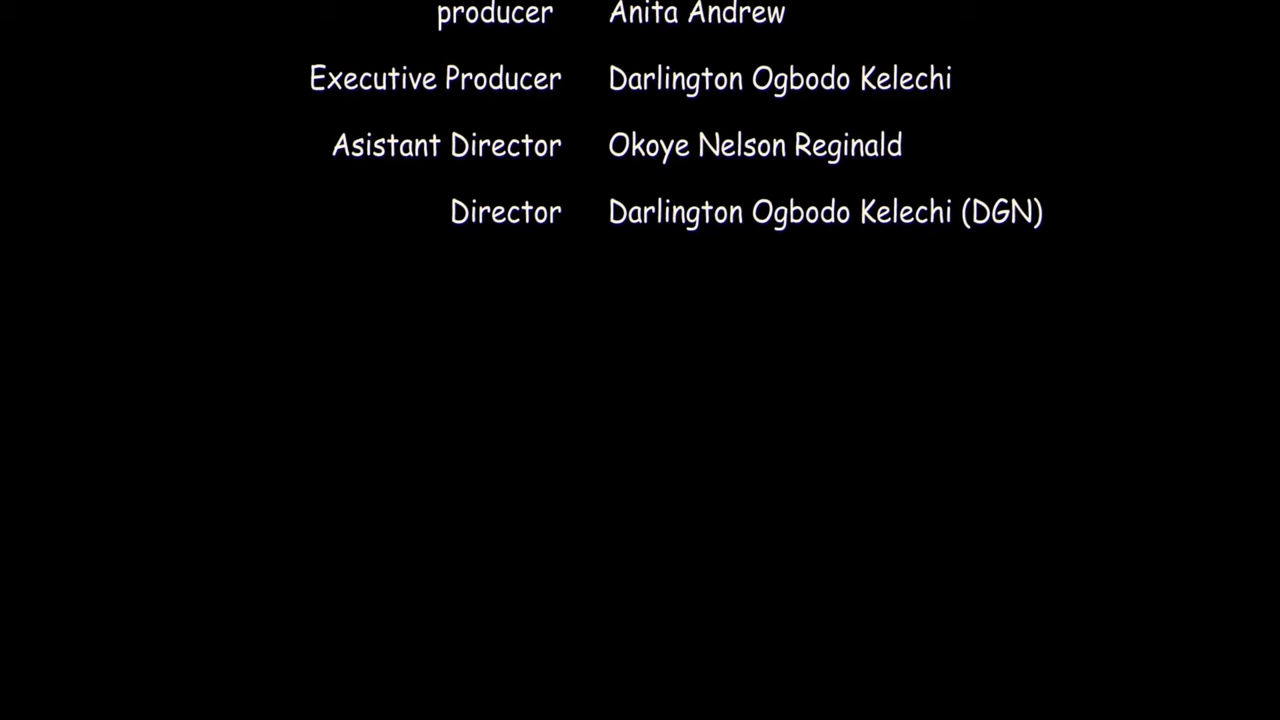 producer Anita Andrew
Executive Producer Darlington Ogbodo Kelechi
Asistant Director Okoye Nelson Reginald
Director Darlington Ogbodo Kelechi (DGN)